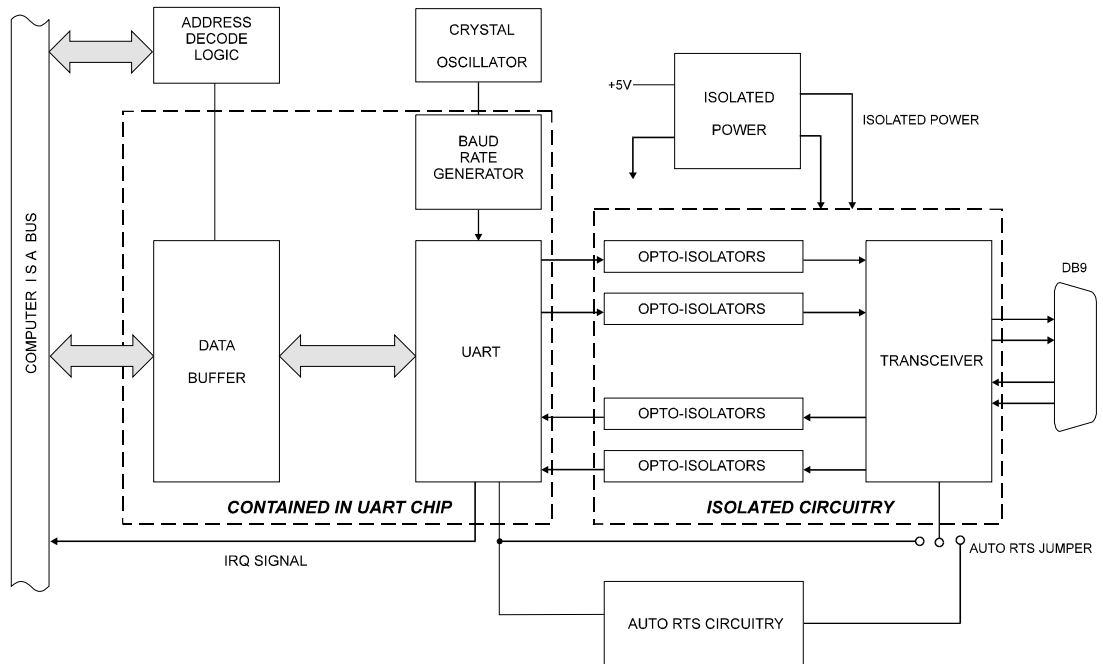 ADDRESS
DECODE
LOGIC
CRYSTAL
OSCILLATOR
+5V
ISOLATED
POWER
ISOLATED POWER
BAUD
RATE
GENERATOR
COMPUTER ISA BUS
DATA
BUFFER
UART
OPTO-ISOLATORS
OPTO-ISOLATORS
OPTO-ISOLATORS
OPTO-ISOLATORS
TRANSCEIVER
DB9
CONTAINED IN UART CHIP
ISOLATED CIRCUITRY
IRQ SIGNAL
AUTO RTS JUMPER
AUTO RTS CIRCUITRY